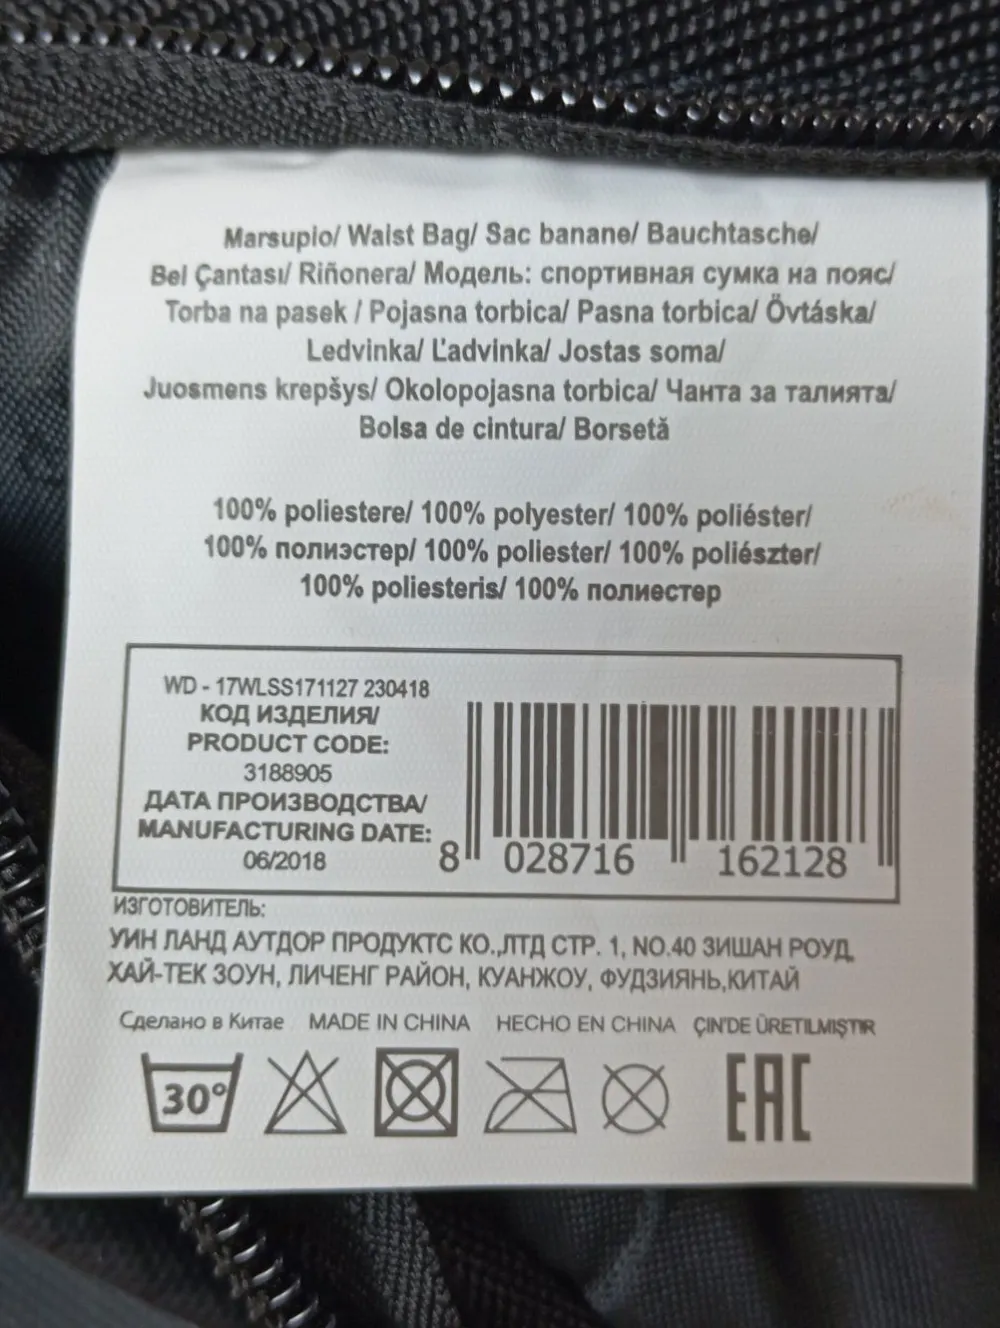 Marsupio/ Waist Bag/ Sac banane/ Bauchtasche/
Bel Çantası/ Riñonera/ Модель: спортивная сумка на пояс/
Torba na pasek / Pojasna torbica/ Pasna torbica/ Övtáska/
Ledvinka/ Ľadvinka/ Jostas soma/
Juosmens krepšys/ Okolopojasna torbica/ Чанта за талията/
Bolsa de cintura/ Borsetă
100% poliestere/ 100% polyester/ 100% poliéster/
100% полиэстер/ 100% poliester/ 100% poliészter/
100% poliesteris/ 100% полиестер
WD - 17WLSS171127 230418
КОД ИЗДЕЛИЯ/
PRODUCT CODE:
3188905
ДАТА ПРОИЗВОДСТВА/
MANUFACTURING DATE:
06/2018
8 028716 162128
ИЗГОТОВИТЕЛЬ:
УИН ЛАНД АУТДОР ПРОДУКТС КО.,ЛТД СТР. 1, NO.40 ЗИШАН РОУД,
ХАЙ-ТЕК ЗОУН, ЛИЧЕНГ РАЙОН, КУАНЖОУ, ФУДЗИЯНЬ,КИТАЙ
Сделано в Китае MADE IN CHINA HECHO EN CHINA ÇIN'DE ÜRETILMIŞTIR
30° EAC